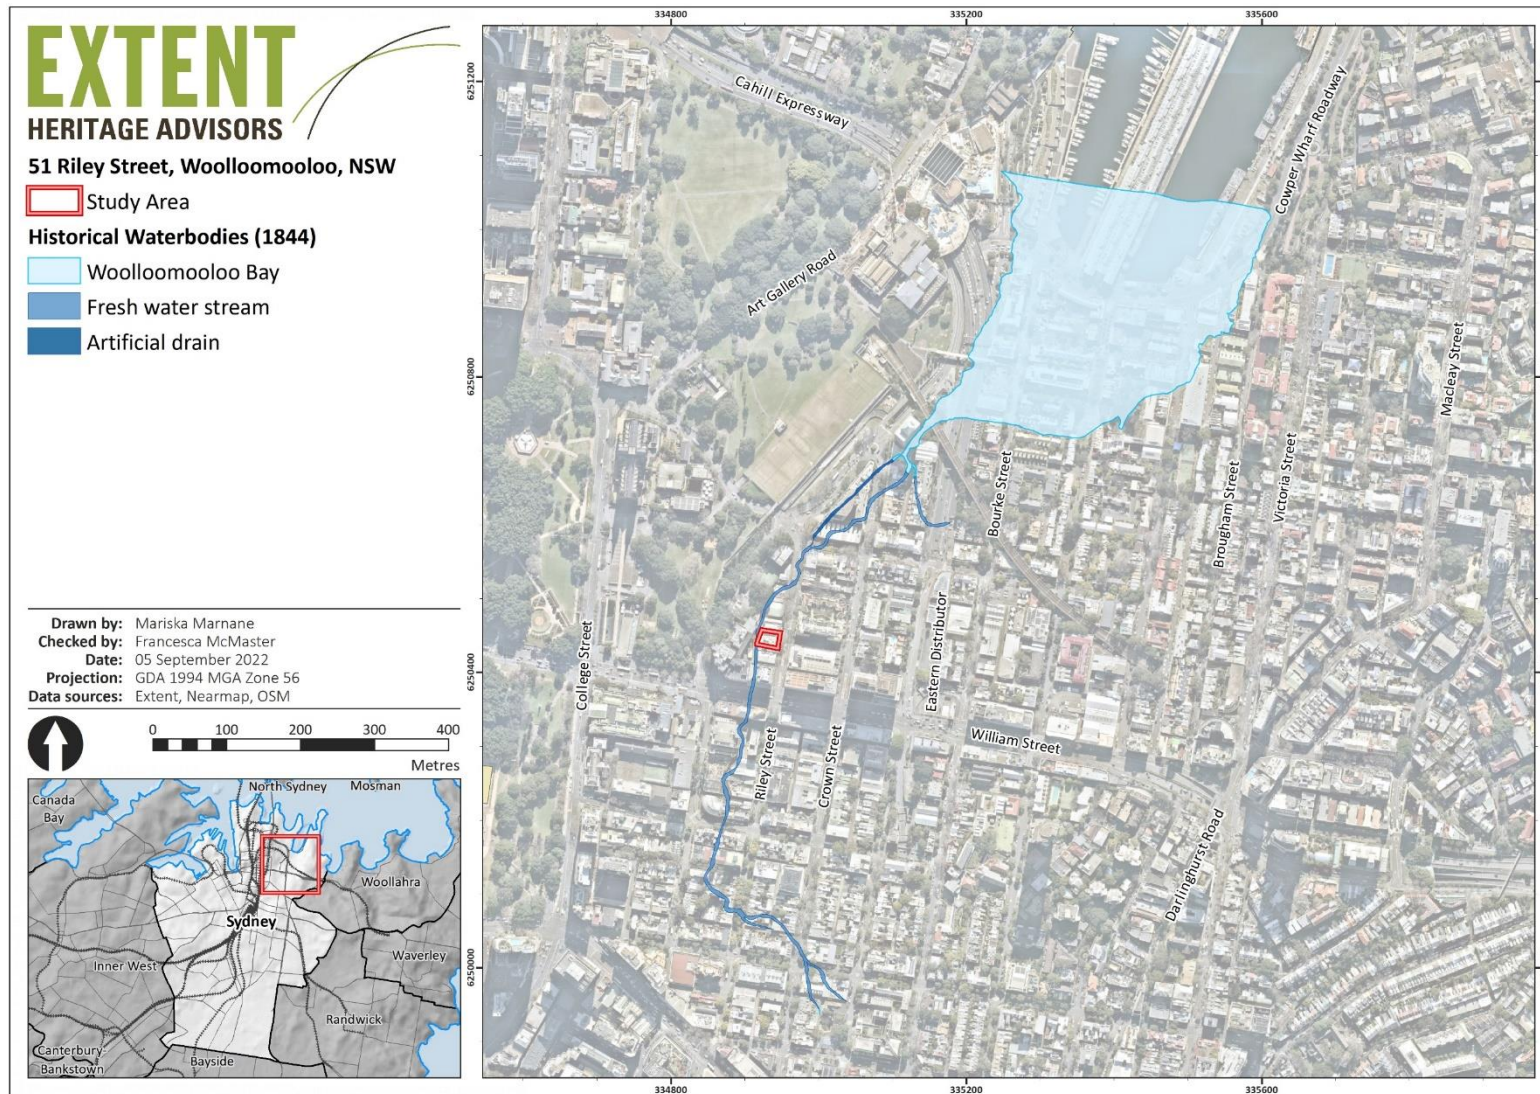 EXTENT
HERITAGE ADVISORS
51 Riley Street, Woolloomooloo, NSW
Study Area
Historical Waterbodies (1844)
Woolloomooloo Bay
Fresh water stream
Artificial drain
Drawn by: Mariska Marnane
Checked by: Francesca McMaster
Date: 05 September 2022
Projection: GDA 1994 MGA Zone 56
Data sources: Extent, Nearmap, OSM
0 100 200 300 400
Metres
North Sydney
Mosman
Canada
Bay
Woollahra
Sydney
Inner West
Waverley
Randwick
Canterbury-
Bankstown
Bayside
334800 335200 335600
6251200
6250800
6250400
6250000
Cahill Expressway
Cowper Wharf Roadway
Art Gallery Road
Macleay Street
Bourke Street
Brougham Street
Victoria Street
College Street
Eastern Distributor
William Street
Riley Street
Crown Street
Darlinghurst Road
334800 335200 335600